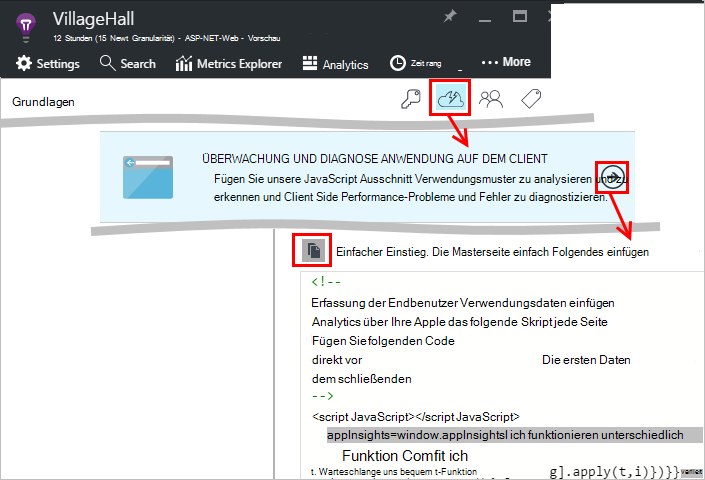 VillageHall
12 Stunden (15 Newt Granularität) - ASP-NET-Web - Vorschau
Settings Search Metrics Explorer Analytics Zeit rang More
Grundlagen
ÜBERWACHUNG UND DIAGNOSE ANWENDUNG AUF DEM CLIENT
Fügen Sie unsere JavaScript Ausschnitt Verwendungsmuster zu analysieren und zu
erkennen und Client Side Performance-Probleme und Fehler zu diagnostizieren.
Einfacher Einstieg. Die Masterseite einfach Folgendes einfügen
<!--
Erfassung der Endbenutzer Verwendungsdaten einfügen
Analytics über Ihre Apple das folgende Skript jede Seite
Fügen Sie folgenden Code
direkt vor Die ersten Daten
dem schließenden
-->
<script JavaScript></script JavaScript>
appInsights=window.appInsightsl ich funktionieren unterschiedlich
Funktion Comfit ich
t. Warteschlange uns bequem t-Funktion g].apply(t,i)})}}